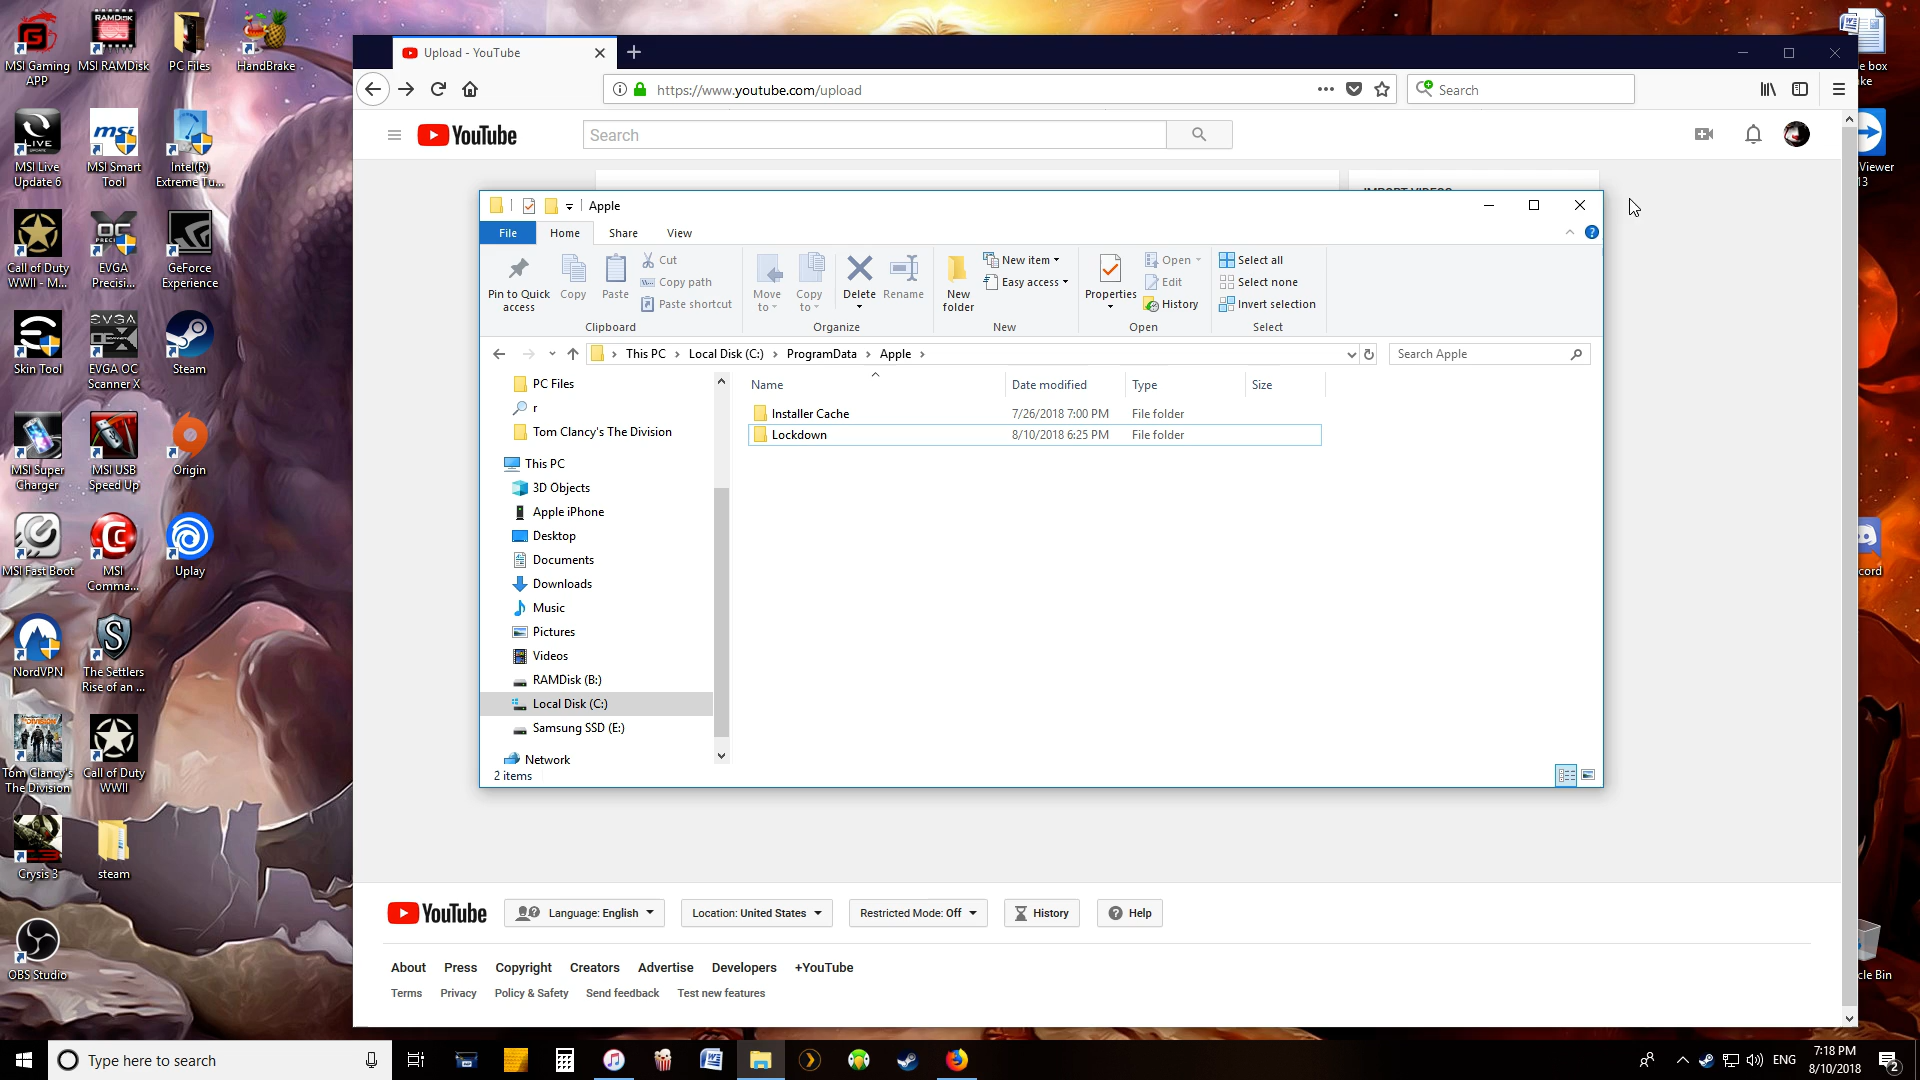 MSI Gaming APP
MSI RAMDisk
PC Files
HandBrake
MSI Live Update 6
MSI Smart Tool
Intel(R) Extreme Tu...
Call of Duty WWII - M...
EVGA Precisi...
GeForce Experience
Skin Tool
EVGA OC Scanner X
Steam
MSI Super Charger
MSI USB Speed Up
Origin
MSI Fast Boot
MSI Comma...
Uplay
NordVPN
The Settlers Rise of an ...
Tom Clancy's The Division
Call of Duty WWII
Crysis 3
steam
OBS Studio
e box
ke
Viewer
13
cord
cle Bin
Upload - YouTube
https://www.youtube.com/upload
Search
YouTube
Search
IMPORT VIDEOS
Apple
File
Home
Share
View
Pin to Quick access
Copy
Paste
Cut
Copy path
Paste shortcut
Clipboard
Move to
Copy to
Delete
Rename
Organize
New folder
New item
Easy access
New
Properties
Open
Edit
History
Open
Select all
Select none
Invert selection
Select
This PC > Local Disk (C:) > ProgramData > Apple >
Search Apple
PC Files
r
Tom Clancy's The Division
This PC
3D Objects
Apple iPhone
Desktop
Documents
Downloads
Music
Pictures
Videos
RAMDisk (B:)
Local Disk (C:)
Samsung SSD (E:)
Network
Name Date modified Type Size
Installer Cache 7/26/2018 7:00 PM File folder
Lockdown 8/10/2018 6:25 PM File folder
2 items
YouTube
Language: English
Location: United States
Restricted Mode: Off
History
Help
About Press Copyright Creators Advertise Developers +YouTube
Terms Privacy Policy & Safety Send feedback Test new features
Type here to search
ENG
7:18 PM
8/10/2018
2